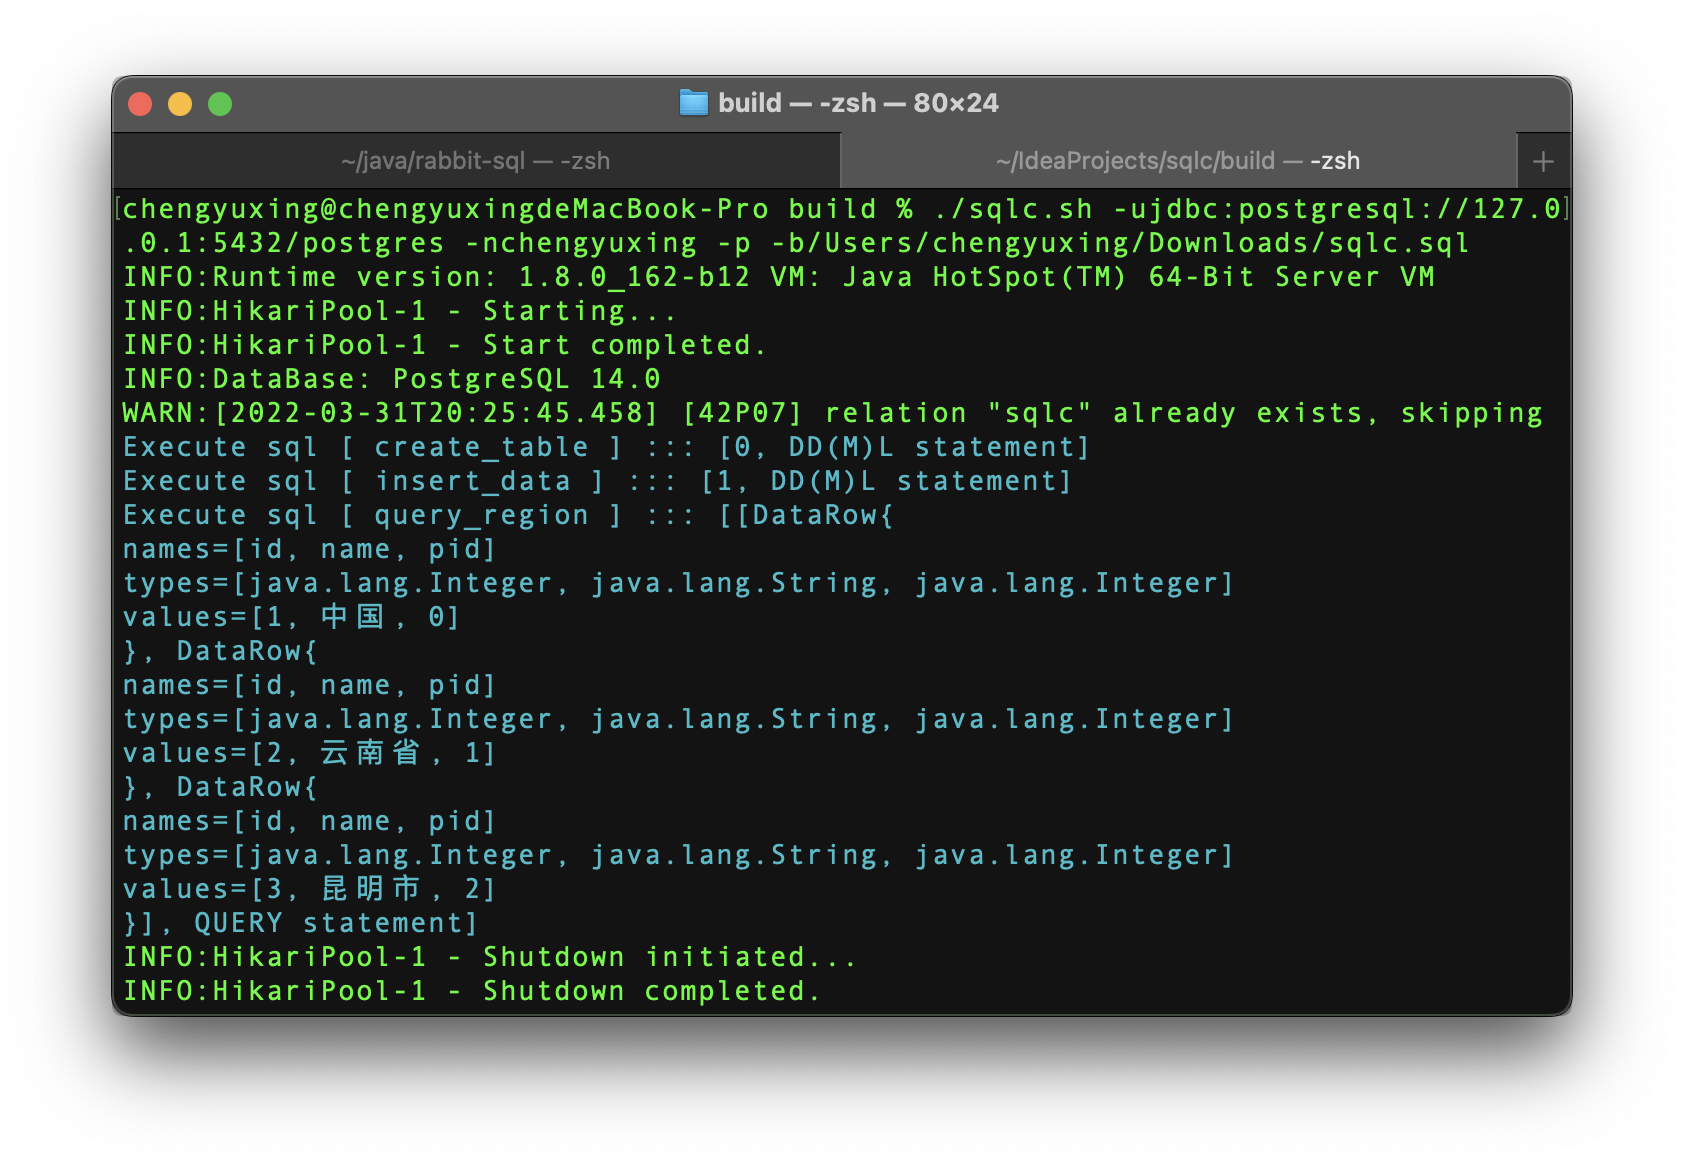 build — -zsh — 80×24
~/java/rabbit-sql — -zsh
~/IdeaProjects/sqlc/build — -zsh
+
[chengyuxing@chengyuxingdeMacBook-Pro build % ./sqlc.sh -ujdbc:postgresql://127.0]
.0.1:5432/postgres -nchengyuxing -p -b/Users/chengyuxing/Downloads/sqlc.sql
INFO:Runtime version: 1.8.0_162-b12 VM: Java HotSpot(TM) 64-Bit Server VM
INFO:HikariPool-1 - Starting...
INFO:HikariPool-1 - Start completed.
INFO:DataBase: PostgreSQL 14.0
WARN:[2022-03-31T20:25:45.458] [42P07] relation "sqlc" already exists, skipping
Execute sql [ create_table ] ::: [0, DD(M)L statement]
Execute sql [ insert_data ] ::: [1, DD(M)L statement]
Execute sql [ query_region ] ::: [[DataRow{
names=[id, name, pid]
types=[java.lang.Integer, java.lang.String, java.lang.Integer]
values=[1, 中国, 0]
}, DataRow{
names=[id, name, pid]
types=[java.lang.Integer, java.lang.String, java.lang.Integer]
values=[2, 云南省, 1]
}, DataRow{
names=[id, name, pid]
types=[java.lang.Integer, java.lang.String, java.lang.Integer]
values=[3, 昆明市, 2]
}], QUERY statement]
INFO:HikariPool-1 - Shutdown initiated...
INFO:HikariPool-1 - Shutdown completed.